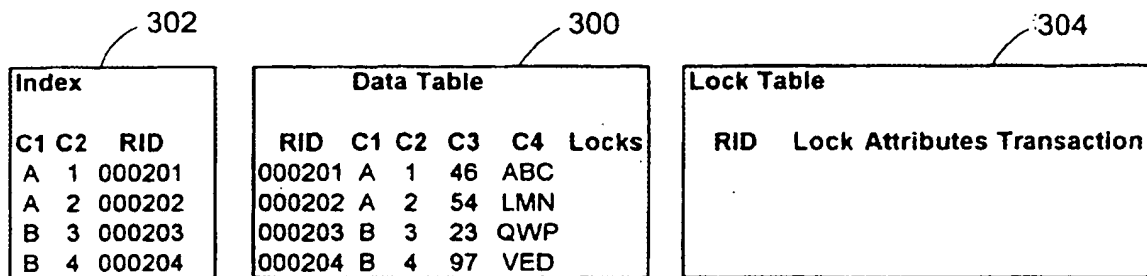 302
300
304
Index
Data Table
Lock Table
C1 C2 RID
RID C1 C2 C3 C4 Locks
RID Lock Attributes Transaction
A 1 000201
000201 A 1 46 ABC
A 2 000202
000202 A 2 54 LMN
B 3 000203
000203 B 3 23 QWP
B 4 000204
000204 B 4 97 VED